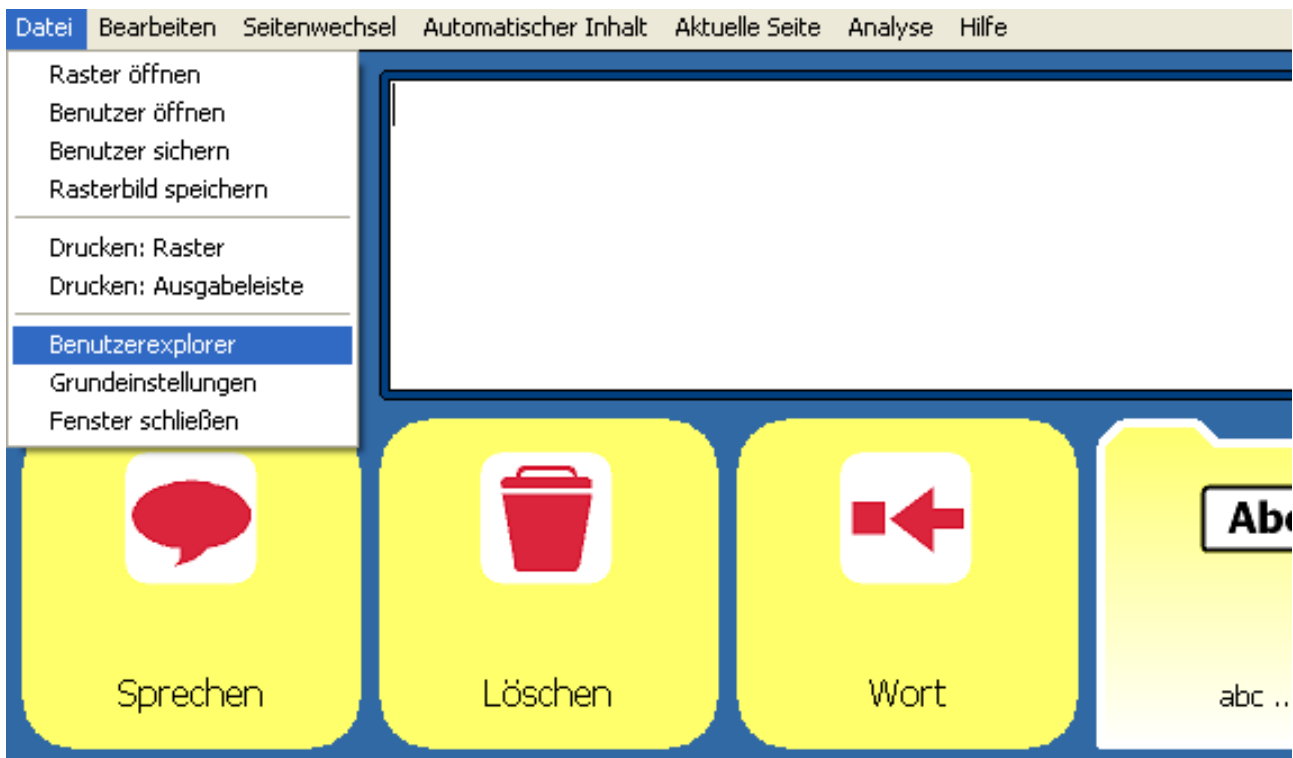 Datei Bearbeiten Seitenwechsel Automatischer Inhalt Aktuelle Seite Analyse Hilfe
Raster öffnen
Benutzer öffnen
Benutzer sichern
Rasterbild speichern
Drucken: Raster
Drucken: Ausgabeleiste
Benutzerexplorer
Grundeinstellungen
Fenster schließen
Sprechen Löschen Wort abc ..